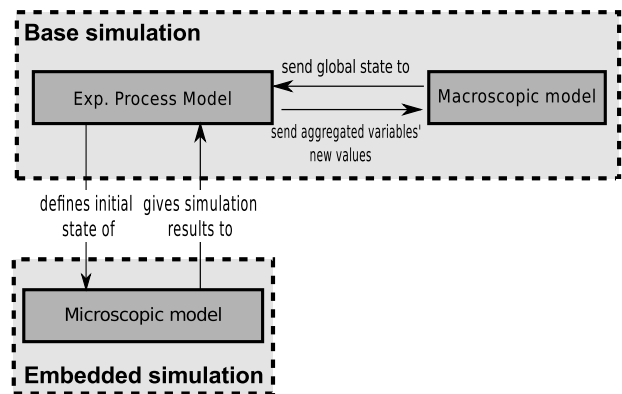 Base simulation
send global state to
Exp. Process Model
Macroscopic model
send aggregated variables'
new values
defines initial
state of
gives simulation
results to
Microscopic model
Embedded simulation